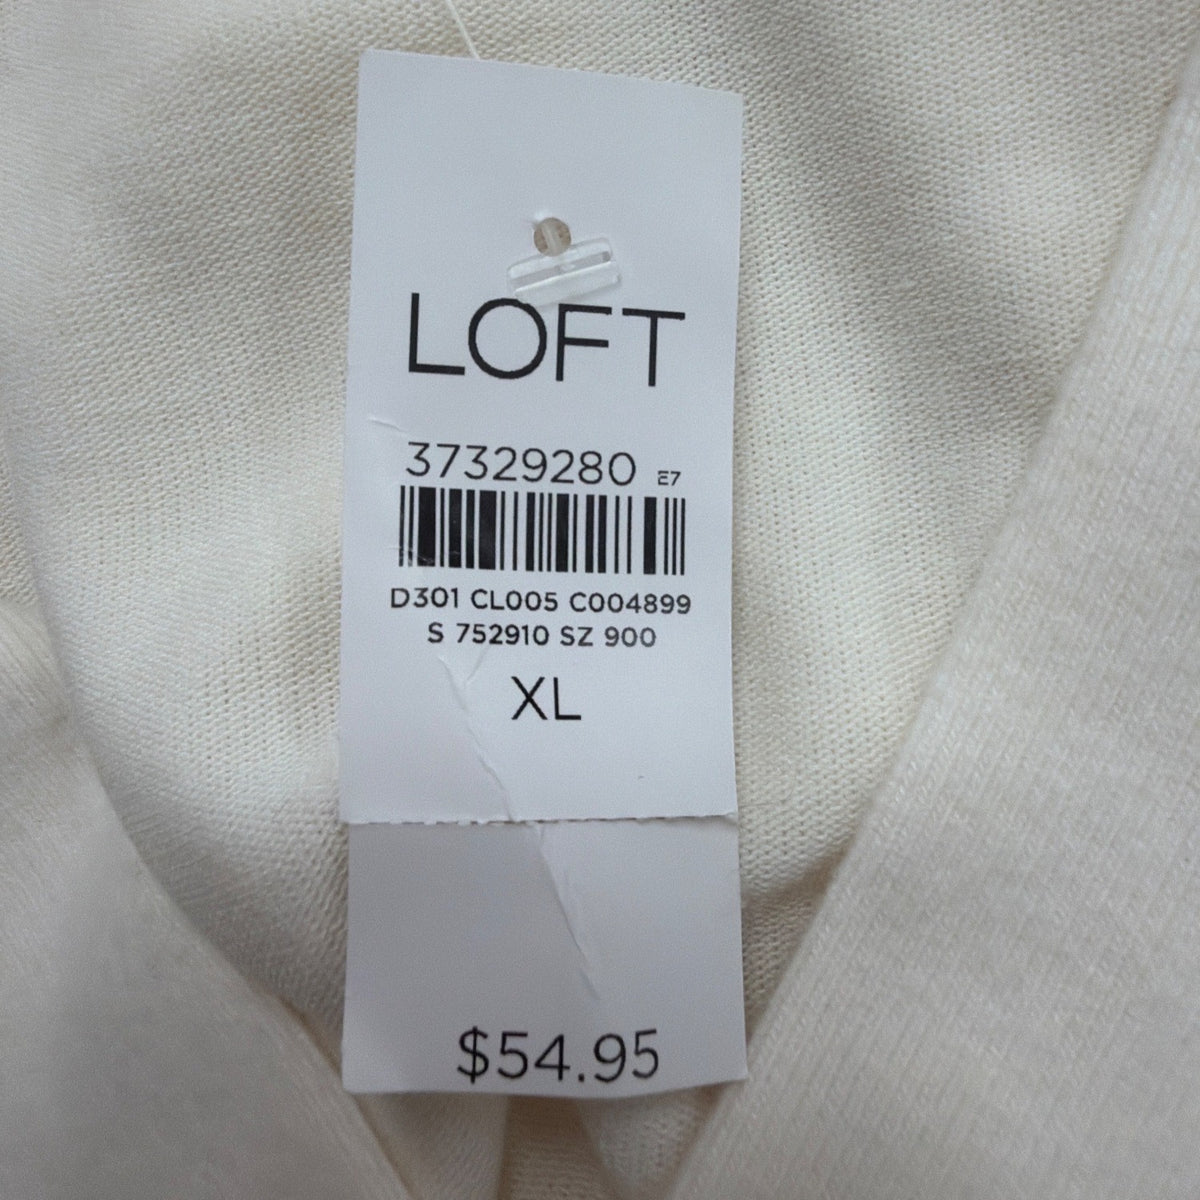 LOFT
37329280 E7
D301 CL005 C004899
S 752910 SZ 900
XL
$54.95